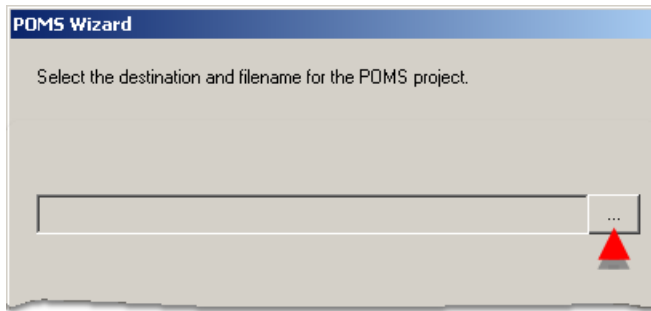 POMS Wizard
Select the destination and filename for the POMS project.
...